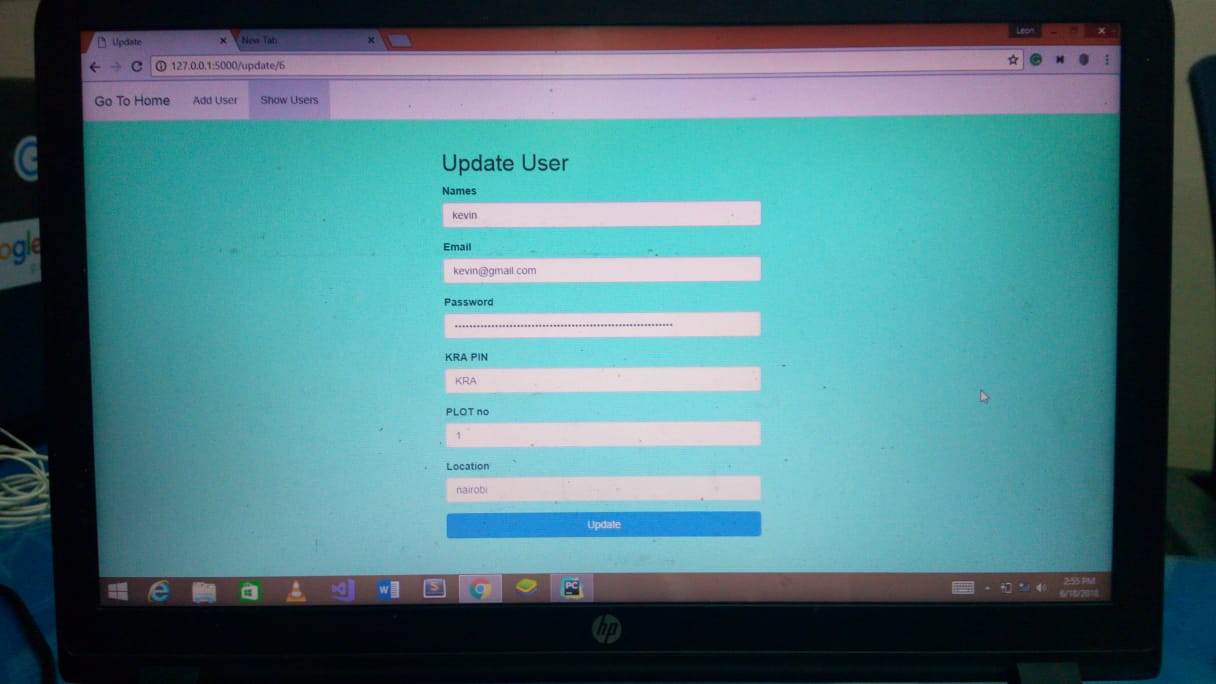 Update
New Tab
Leon
127.0.0.1:5000/update/6
Go To Home
Add User
Show Users
Update User
Names
kevin
Email
kevin@gmail.com
Password
KRA PIN
KRA
PLOT no
1
Location
nairobi
Update
PC
2:55 PM
6/10/2018
hp